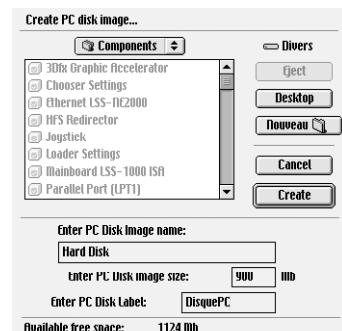 Create PC disk image...
Components
Divers
3Dfx Graphic Accelerator
Chooser Settings
Ethernet LSS-NE2000
HFS Redirector
Joystick
Loader Settings
Mainboard LSS-1000 ISA
Parallel Port (LPT1)
Eject
Desktop
Nouveau
Cancel
Create
Enter PC Disk Image name:
Hard Disk
Enter PC Disk image size: 900 Mb
Enter PC Disk Label: DisquePC
Available free space: 1124 Mb